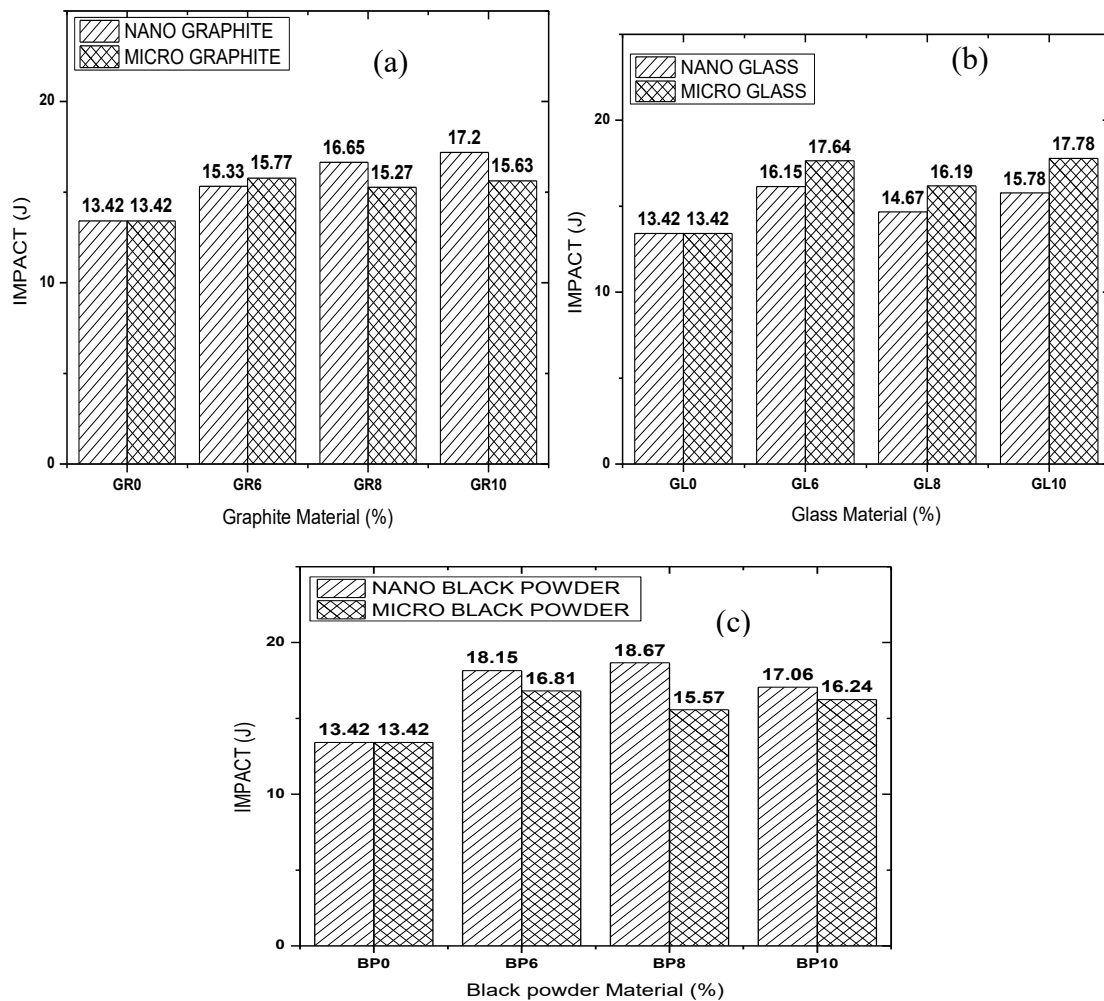 NANO GRAPHITE
MICRO GRAPHITE
(a)
20
10
0
IMPACT (J)
13.42 13.42
15.33 15.77
16.65 15.27
17.2 15.63
GR0 GR6 GR8 GR10
Graphite Material (%)
NANO GLASS
MICRO GLASS
(b)
20
10
0
IMPACT (J)
13.42 13.42
16.15 17.64
14.67 16.19
15.78 17.78
GL0 GL6 GL8 GL10
Glass Material (%)
NANO BLACK POWDER
MICRO BLACK POWDER
(c)
20
10
0
IMPACT (J)
13.42 13.42
18.15 16.81
18.67 15.57
17.06 16.24
BP0 BP6 BP8 BP10
Black powder Material (%)